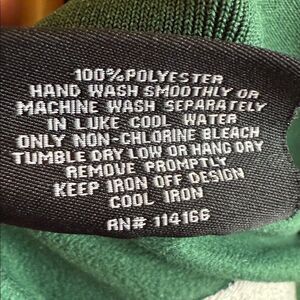 100%POLYESTER
HAND WASH SMOOTHLY OR
MACHINE WASH SEPARATELY
IN LUKE COOL WATER
ONLY NON-CHLORINE BLEACH
TUMBLE DRY LOW OR HANG DRY
REMOVE PROMPTLY
KEEP IRON OFF DESIGN
COOL IRON
RN# 114166